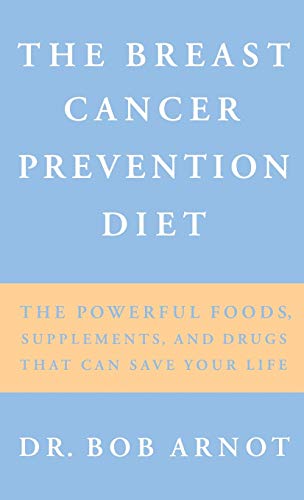 THE BREAST
CANCER
PREVENTION
DIET
THE POWERFUL FOODS,
SUPPLEMENTS, AND DRUGS
THAT CAN SAVE YOUR LIFE
DR. BOB ARNOT